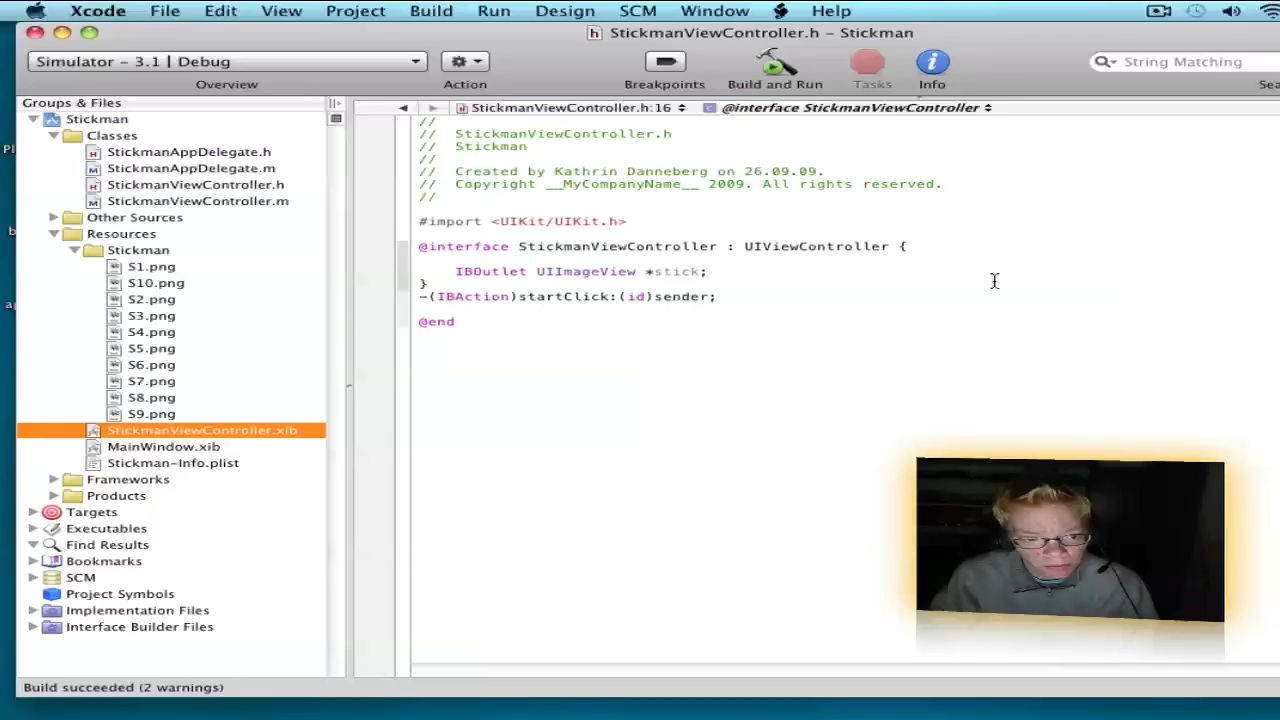 Xcode File Edit View Project Build Run Design SCM Window Help
StickmanViewController.h – Stickman
Simulator – 3.1 | Debug
String Matching
Overview Action Breakpoints Build and Run Tasks Info Sea
Groups & Files
StickmanViewController.h:16 @interface StickmanViewController
Stickman
Classes
StickmanAppDelegate.h
StickmanAppDelegate.m
StickmanViewController.h
StickmanViewController.m
Other Sources
Resources
Stickman
S1.png
S10.png
S2.png
S3.png
S4.png
S5.png
S6.png
S7.png
S8.png
S9.png
StickmanViewController.xib
MainWindow.xib
Stickman-Info.plist
Frameworks
Products
Targets
Executables
Find Results
Bookmarks
SCM
Project Symbols
Implementation Files
Interface Builder Files
//
// StickmanViewController.h
// Stickman
//
// Created by Kathrin Danneberg on 26.09.09.
// Copyright __MyCompanyName__ 2009. All rights reserved.
//
#import <UIKit/UIKit.h>
@interface StickmanViewController : UIViewController {
IBOutlet UIImageView *stick;
}
-(IBAction)startClick:(id)sender;
@end
Build succeeded (2 warnings)